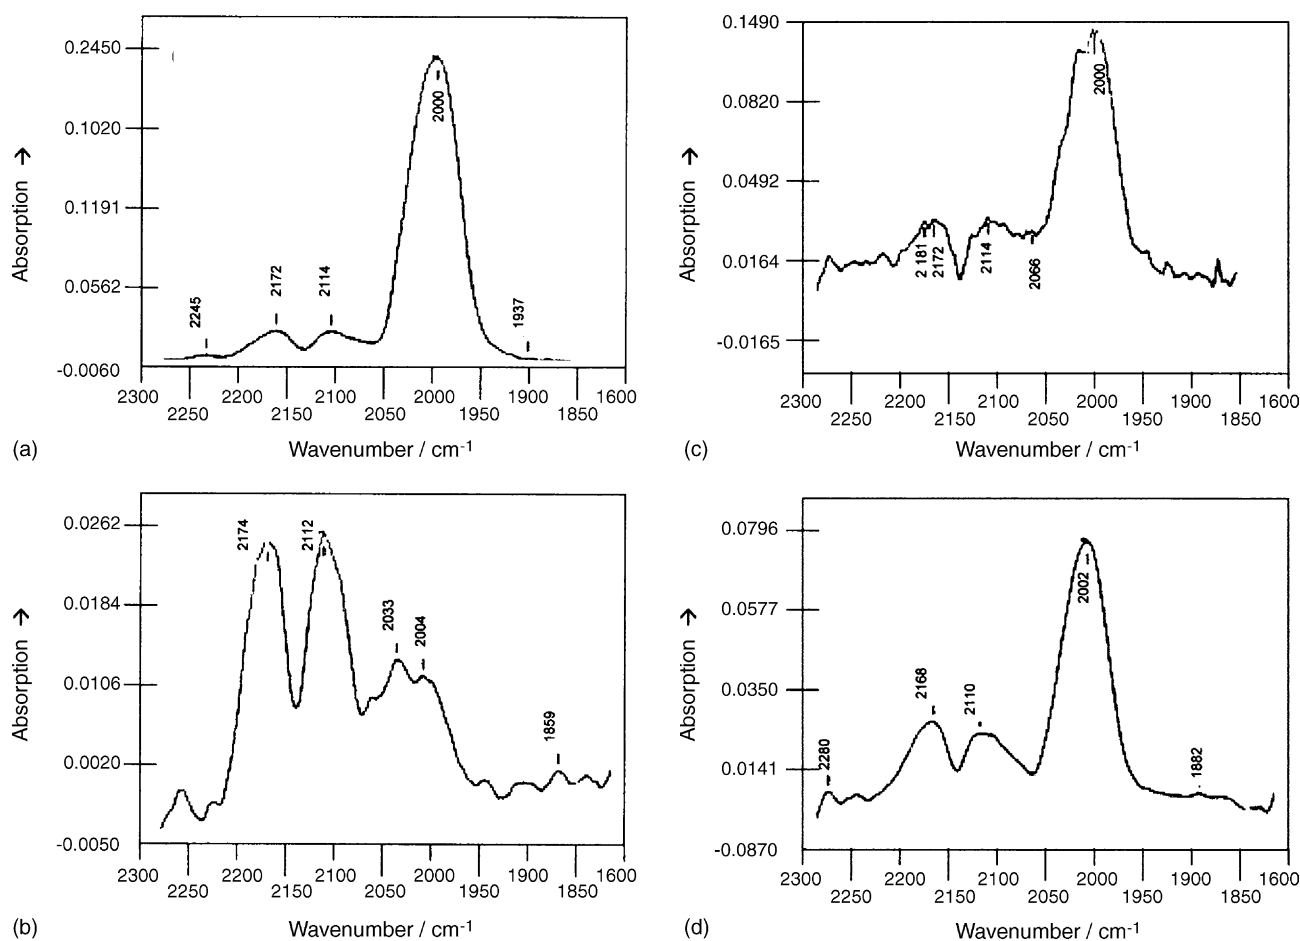 0.2450
0.1020
0.1191
0.0562
-0.0060
Absorption →
2245
2172
2114
2000
1937
2300 2200 2100 2000 1900 1600
2250 2150 2050 1950 1850
(a)
Wavenumber / cm-1
0.1490
0.0820
0.0492
0.0164
-0.0165
Absorption →
2 181
2172
2114
2066
2000
2300 2200 2100 2000 1900 1600
2250 2150 2050 1950 1850
(c)
Wavenumber / cm-1
0.0262
0.0184
0.0106
0.0020
-0.0050
Absorption →
2174
2112
2033
2004
1859
2300 2200 2100 2000 1900 1600
2250 2150 2050 1950 1850
(b)
Wavenumber / cm-1
0.0796
0.0577
0.0350
0.0141
-0.0870
Absorption →
2280
2168
2110
2002
1882
2300 2200 2100 2000 1900 1600
2250 2150 2050 1950 1850
(d)
Wavenumber / cm-1